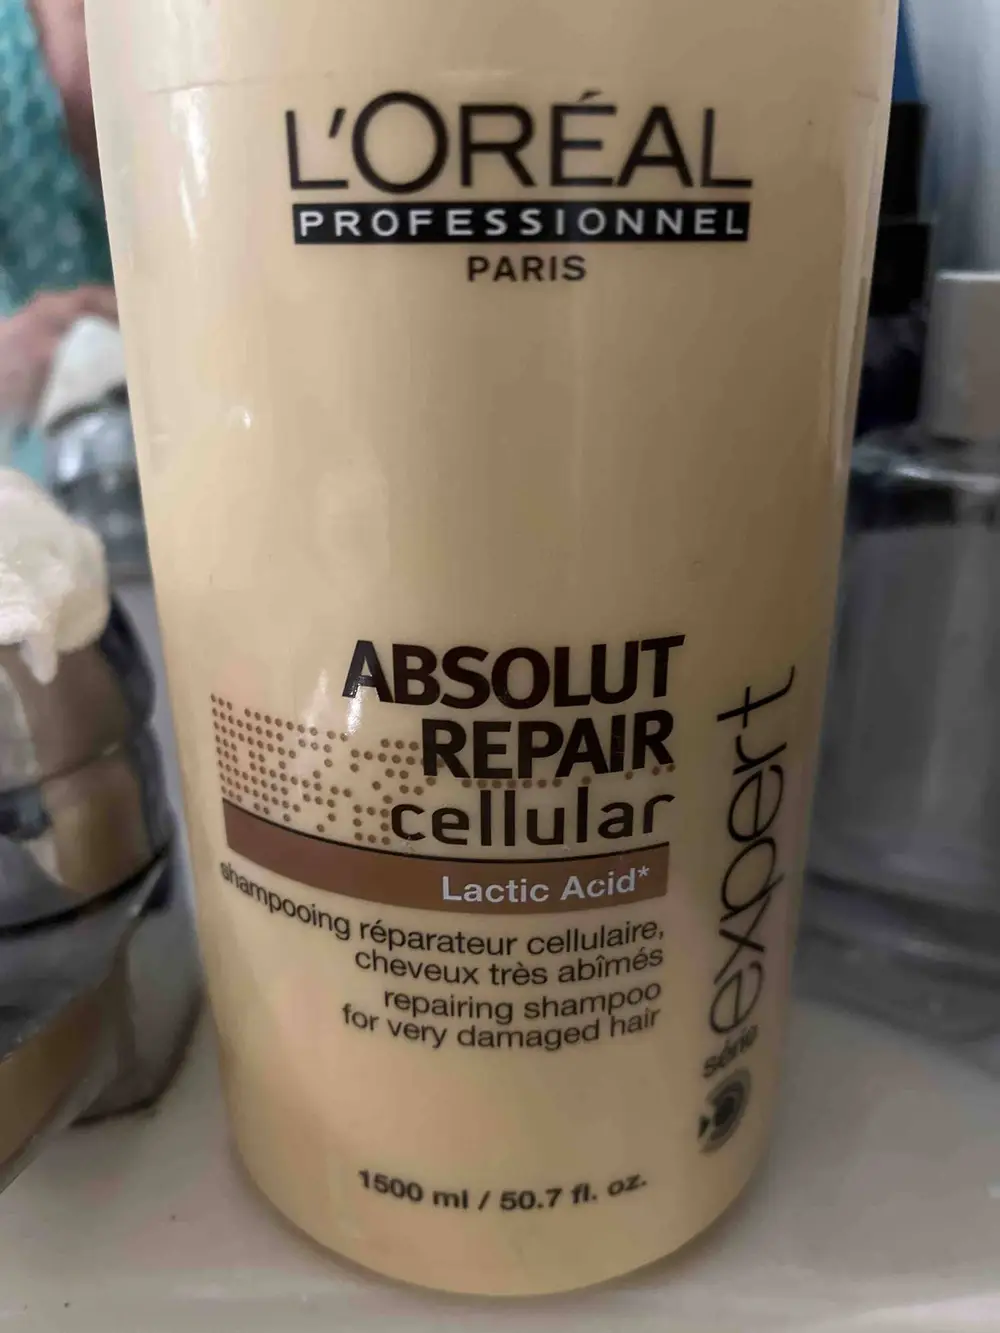 L'ORÉAL
PROFESSIONNEL
PARIS
ABSOLUT
REPAIR
cellular
Lactic Acid*
shampooing réparateur cellulaire,
cheveux très abîmés
repairing shampoo
for very damaged hair
série expert
1500 ml / 50.7 fl. oz.